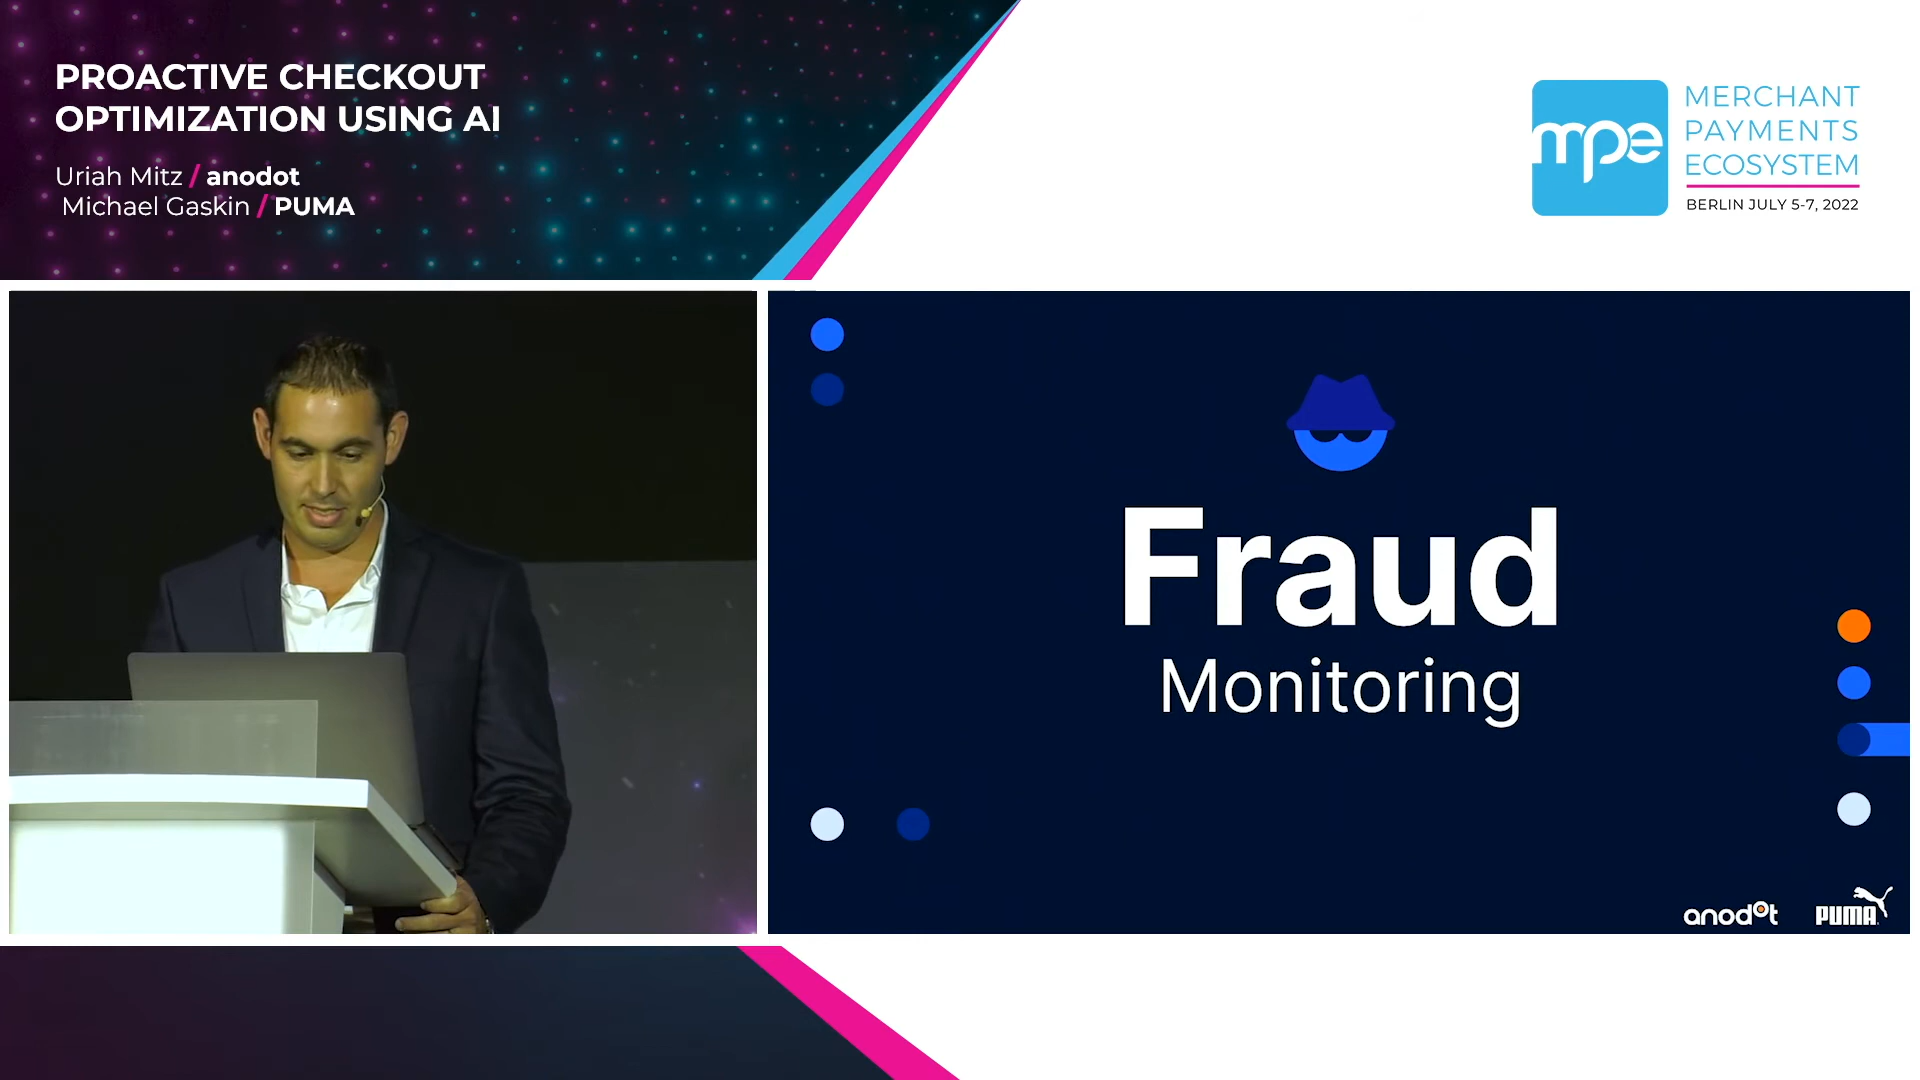 PROACTIVE CHECKOUT
OPTIMIZATION USING AI
Uriah Mitz / anodot
Michael Gaskin / PUMA
mpe
MERCHANT
PAYMENTS
ECOSYSTEM
BERLIN JULY 5-7, 2022
Fraud
Monitoring
anodot
PUMA